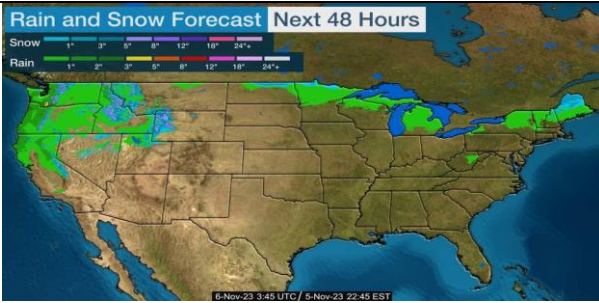 Rain and Snow Forecast Next 48 Hours
Snow 1" 3" 5" 8" 12" 18" 24"+
Rain 1" 2" 3" 5" 8" 12" 18" 24"+
6-Nov-23 3:45 UTC / 5-Nov-23 22:45 EST